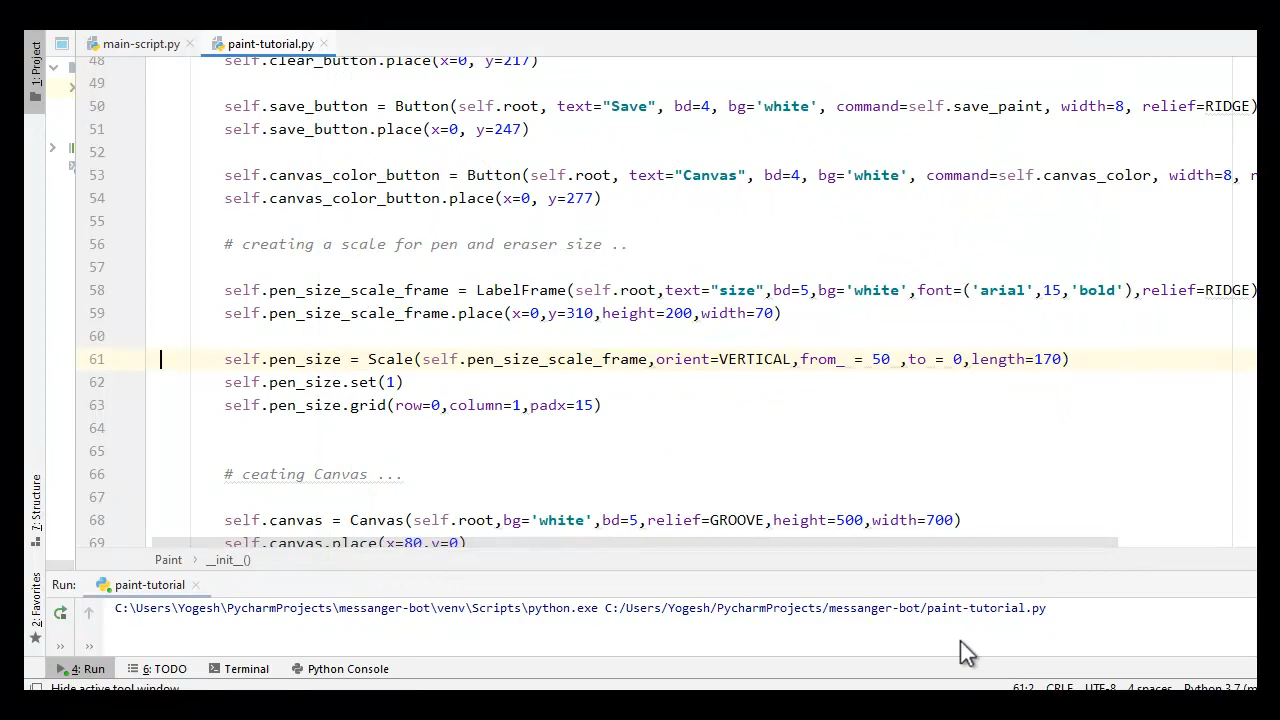 1: Project
main-script.py
paint-tutorial.py
48 self.clear_button.place(x=0, y=217)
49
50 self.save_button = Button(self.root, text="Save", bd=4, bg='white', command=self.save_paint, width=8, relief=RIDGE)
51 self.save_button.place(x=0, y=247)
52
53 self.canvas_color_button = Button(self.root, text="Canvas", bd=4, bg='white', command=self.canvas_color, width=8, r
54 self.canvas_color_button.place(x=0, y=277)
55
56 # creating a scale for pen and eraser size ..
57
58 self.pen_size_scale_frame = LabelFrame(self.root,text="size",bd=5,bg='white',font=('arial',15,'bold'),relief=RIDGE)
59 self.pen_size_scale_frame.place(x=0,y=310,height=200,width=70)
60
61 self.pen_size = Scale(self.pen_size_scale_frame,orient=VERTICAL,from_ = 50 ,to = 0,length=170)
62 self.pen_size.set(1)
63 self.pen_size.grid(row=0,column=1,padx=15)
64
65
66 # ceating Canvas ...
67
68 self.canvas = Canvas(self.root,bg='white',bd=5,relief=GROOVE,height=500,width=700)
69 self.canvas.place(x=80,y=0)
Paint > __init__()
7: Structure
2: Favorites
Run: paint-tutorial
C:\Users\Yogesh\PycharmProjects\messanger-bot\venv\Scripts\python.exe C:/Users/Yogesh/PycharmProjects/messanger-bot/paint-tutorial.py
4: Run 6: TODO Terminal Python Console
Hide active tool window 61:2 CRLF UTF-8 4 spaces Python 3.7 (m